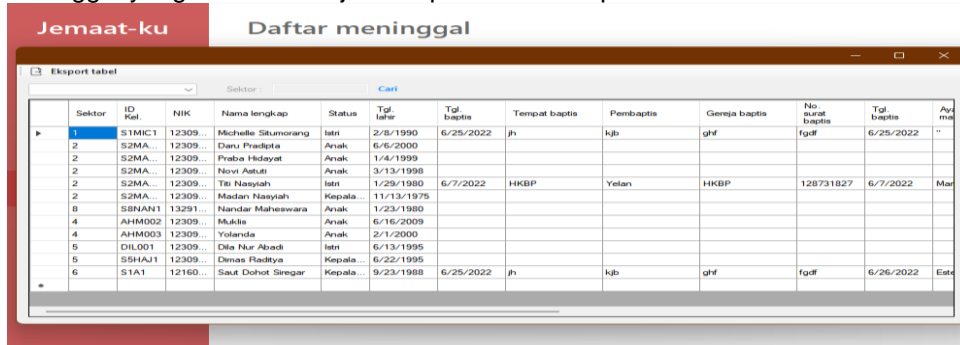 Jemaat-ku Daftar meninggal
Eksport tabel
Sektor : Cari
Sektor ID Kel. NIK Nama lengkap Status Tgl. lahir Tgl. baptis Tempat baptis Pembaptis Gereja baptis No. surat baptis Tgl. baptis
1 S1MIC1 12309... Michelle Situmorang Istri 2/8/1990 6/25/2022 jh kjb ghf fgdf 6/25/2022 "
2 S2MA... 12309... Daru Pradipta Anak 6/6/2000
2 S2MA... 12309... Praba Hidayat Anak 1/4/1999
2 S2MA... 12309... Novi Astuti Anak 3/13/1998
2 S2MA... 12309... Titi Nasyiah Istri 1/29/1980 6/7/2022 HKBP Yelan HKBP 128731827 6/7/2022 Mar
2 S2MA... 12309... Madan Nasyiah Kepala... 11/13/1975
8 S8NAN1 13291... Nandar Maheswara Anak 1/23/1980
4 AHM002 12309... Muklis Anak 6/16/2009
4 AHM003 12309... Yolanda Anak 2/1/2000
5 DIL001 12309... Dila Nur Abadi Istri 6/13/1995
5 S5HAJ1 12309... Dimas Raditya Kepala... 6/22/1995
6 S1A1 12160... Saut Dohot Siregar Kepala... 9/23/1988 6/25/2022 jh kjb ghf fgdf 6/26/2022 Este